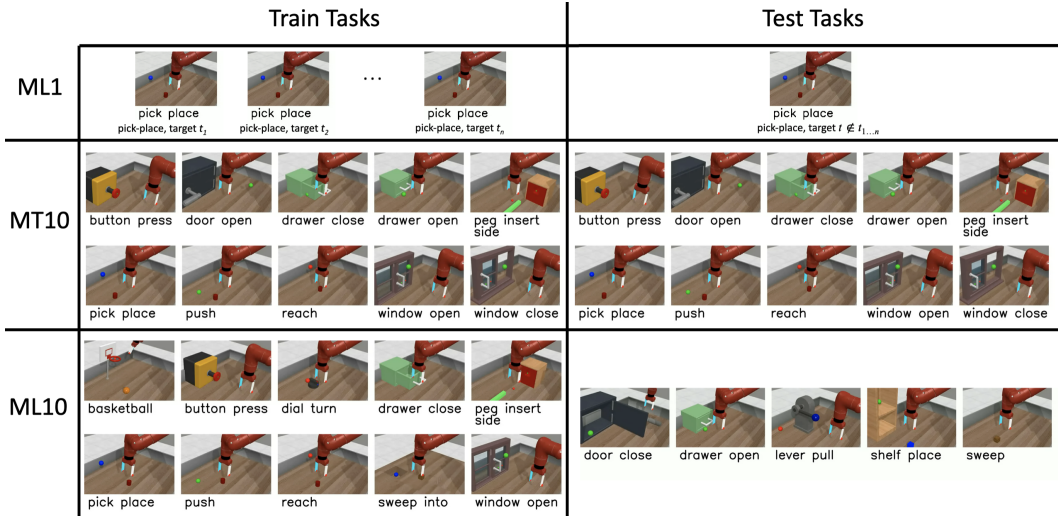 Train Tasks
Test Tasks
ML1
pick place
pick place
...
pick place
pick-place, target t₁
pick-place, target t₂
pick-place, target tₙ
pick place
pick-place, target t ∉ t₁...ₙ
MT10
button press
door open
drawer close
drawer open
peg insert
side
pick place
push
reach
window open
window close
button press
door open
drawer close
drawer open
peg insert
side
pick place
push
reach
window open
window close
ML10
basketball
button press
dial turn
drawer close
peg insert
side
pick place
push
reach
sweep into
window open
door close
drawer open
lever pull
shelf place
sweep